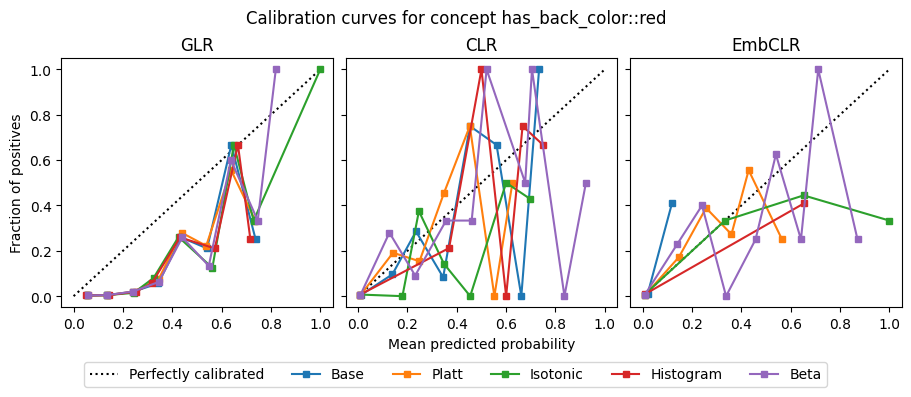 Calibration curves for concept has_back_color::red
GLR
CLR
EmbCLR
Fraction of positives
1.0
0.8
0.6
0.4
0.2
0.0
0.0 0.2 0.4 0.6 0.8 1.0
0.0 0.2 0.4 0.6 0.8 1.0
0.0 0.2 0.4 0.6 0.8 1.0
Mean predicted probability
Perfectly calibrated Base Platt Isotonic Histogram Beta